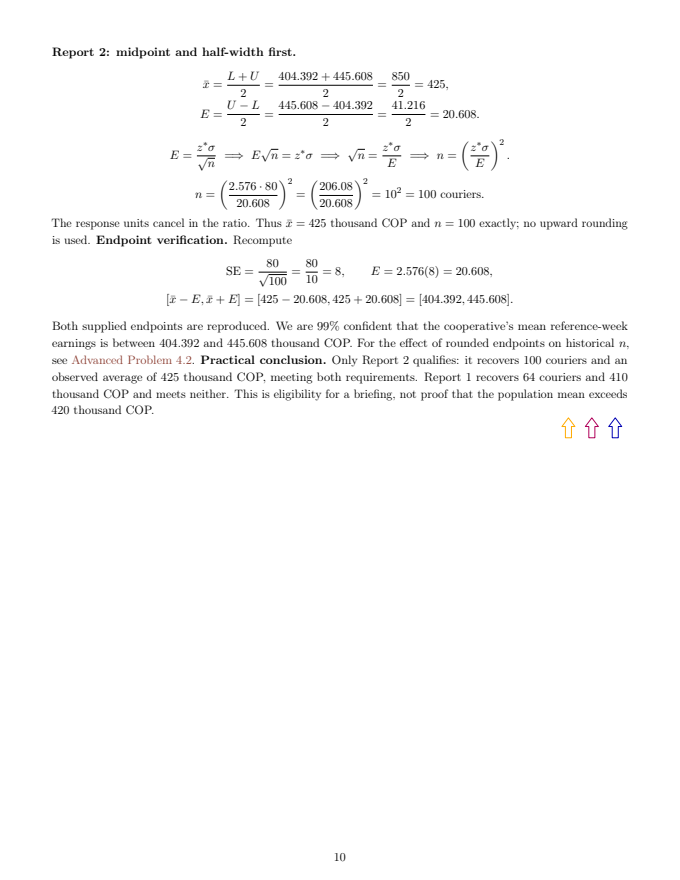 Report 2: midpoint and half-width first.
x̄ = (L + U)/2 = (404.392 + 445.608)/2 = 850/2 = 425,
E = (U − L)/2 = (445.608 − 404.392)/2 = 41.216/2 = 20.608.
E = z*σ/√n ⟹ E√n = z*σ ⟹ √n = z*σ/E ⟹ n = (z*σ/E)².
n = (2.576 · 80/20.608)² = (206.08/20.608)² = 10² = 100 couriers.
The response units cancel in the ratio. Thus x̄ = 425 thousand COP and n = 100 exactly; no upward rounding
is used. Endpoint verification. Recompute
SE = 80/√100 = 80/10 = 8, E = 2.576(8) = 20.608,
[x̄ − E, x̄ + E] = [425 − 20.608, 425 + 20.608] = [404.392, 445.608].
Both supplied endpoints are reproduced. We are 99% confident that the cooperative's mean reference-week
earnings is between 404.392 and 445.608 thousand COP. For the effect of rounded endpoints on historical n,
see Advanced Problem 4.2. Practical conclusion. Only Report 2 qualifies: it recovers 100 couriers and an
observed average of 425 thousand COP, meeting both requirements. Report 1 recovers 64 couriers and 410
thousand COP and meets neither. This is eligibility for a briefing, not proof that the population mean exceeds
420 thousand COP.
10